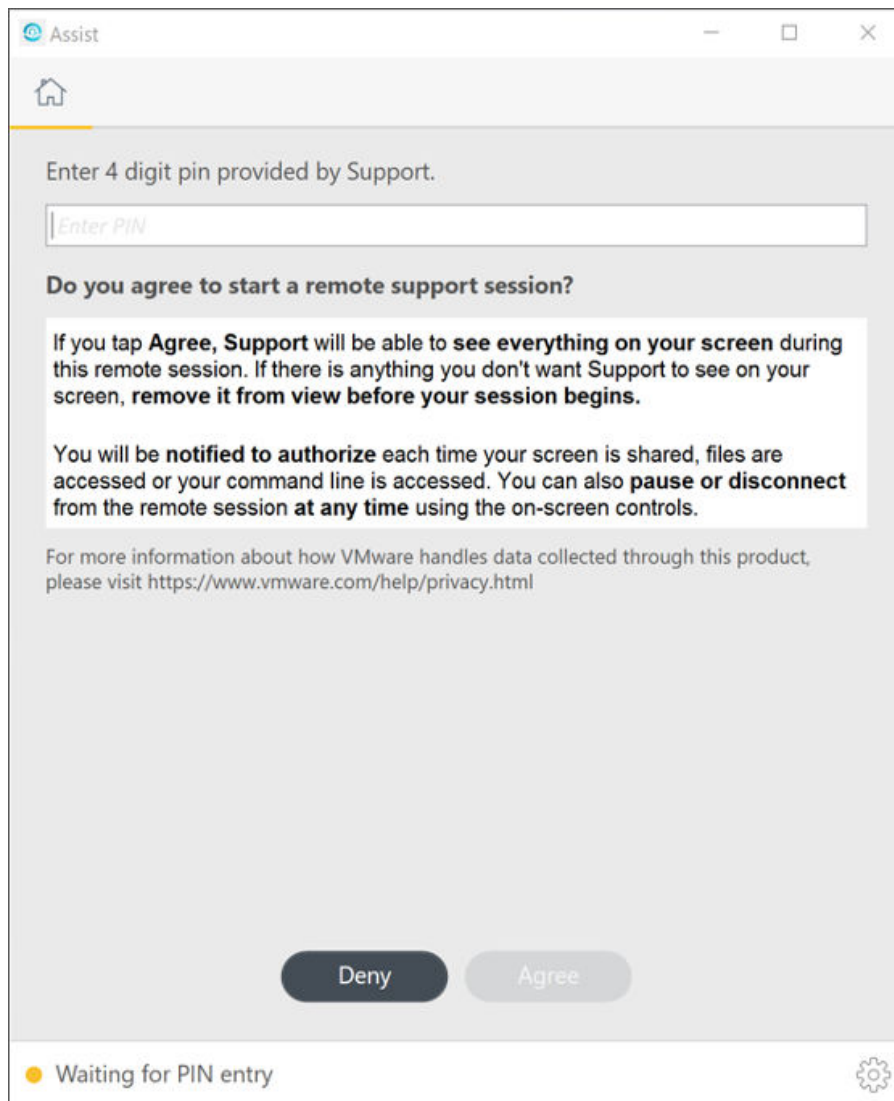 Assist
Enter 4 digit pin provided by Support.
Enter PIN
Do you agree to start a remote support session?
If you tap Agree, Support will be able to see everything on your screen during
this remote session. If there is anything you don't want Support to see on your
screen, remove it from view before your session begins.
You will be notified to authorize each time your screen is shared, files are
accessed or your command line is accessed. You can also pause or disconnect
from the remote session at any time using the on-screen controls.
For more information about how VMware handles data collected through this product,
please visit https://www.vmware.com/help/privacy.html
Deny Agree
Waiting for PIN entry